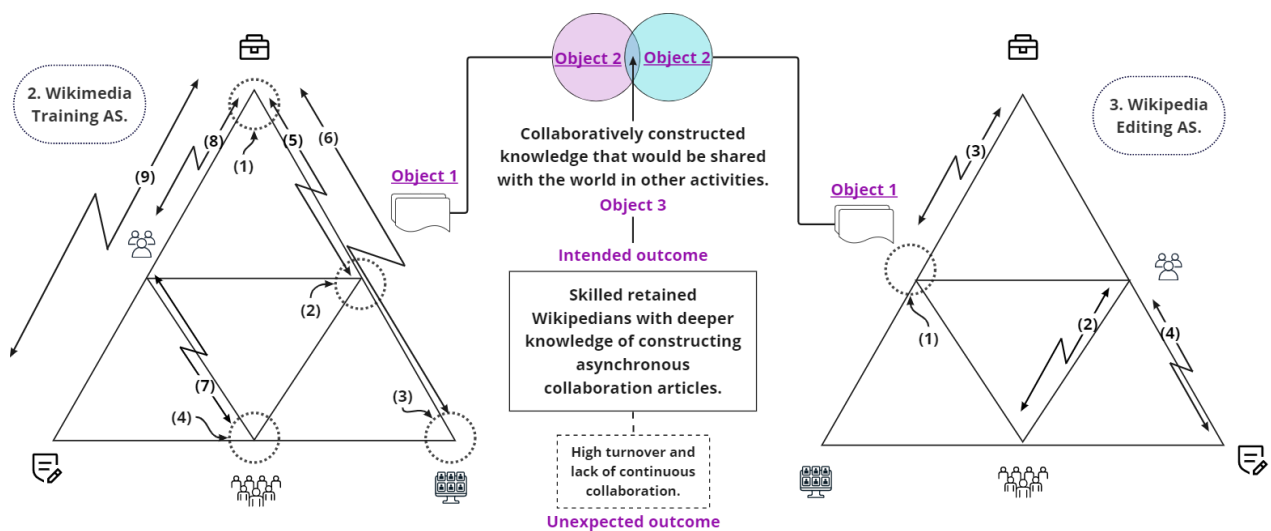 2. Wikimedia
Training AS.
(9)
(8)
(1)
(5)
(6)
(2)
(7)
(3)
(4)
Object 1
Object 2
Object 2
Collaboratively constructed
knowledge that would be shared
with the world in other activities.
Object 3
Intended outcome
Skilled retained
Wikipedians with deeper
knowledge of constructing
asynchronous
collaboration articles.
High turnover and
lack of continuous
collaboration.
Unexpected outcome
Object 1
3. Wikipedia
Editing AS.
(3)
(1)
(2)
(4)